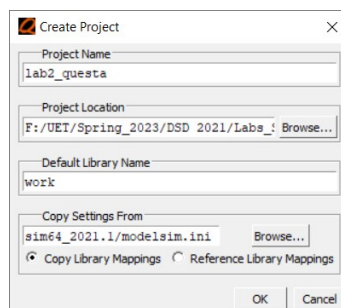 Create Project
Project Name
lab2_questa
Project Location
F:/UET/Spring_2023/DSD 2021/Labs_ Browse...
Default Library Name
work
Copy Settings From
sim64_2021.1/modelsim.ini Browse...
Copy Library Mappings Reference Library Mappings
OK Cancel